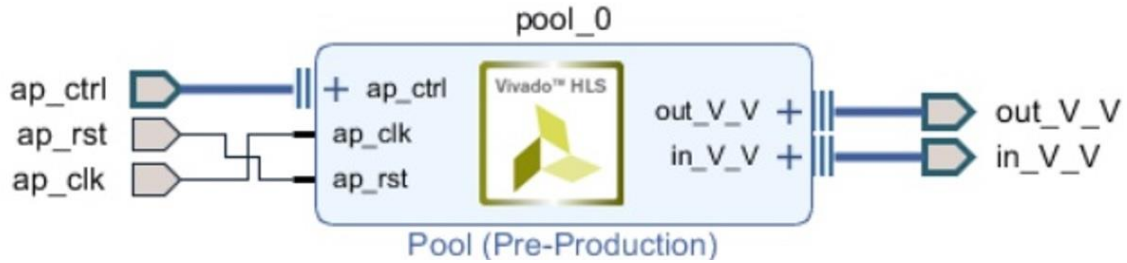 pool_0
ap_ctrl
ap_rst
ap_clk
ap_ctrl
ap_clk
ap_rst
Vivado™ HLS
out_V_V
in_V_V
out_V_V
in_V_V
Pool (Pre-Production)